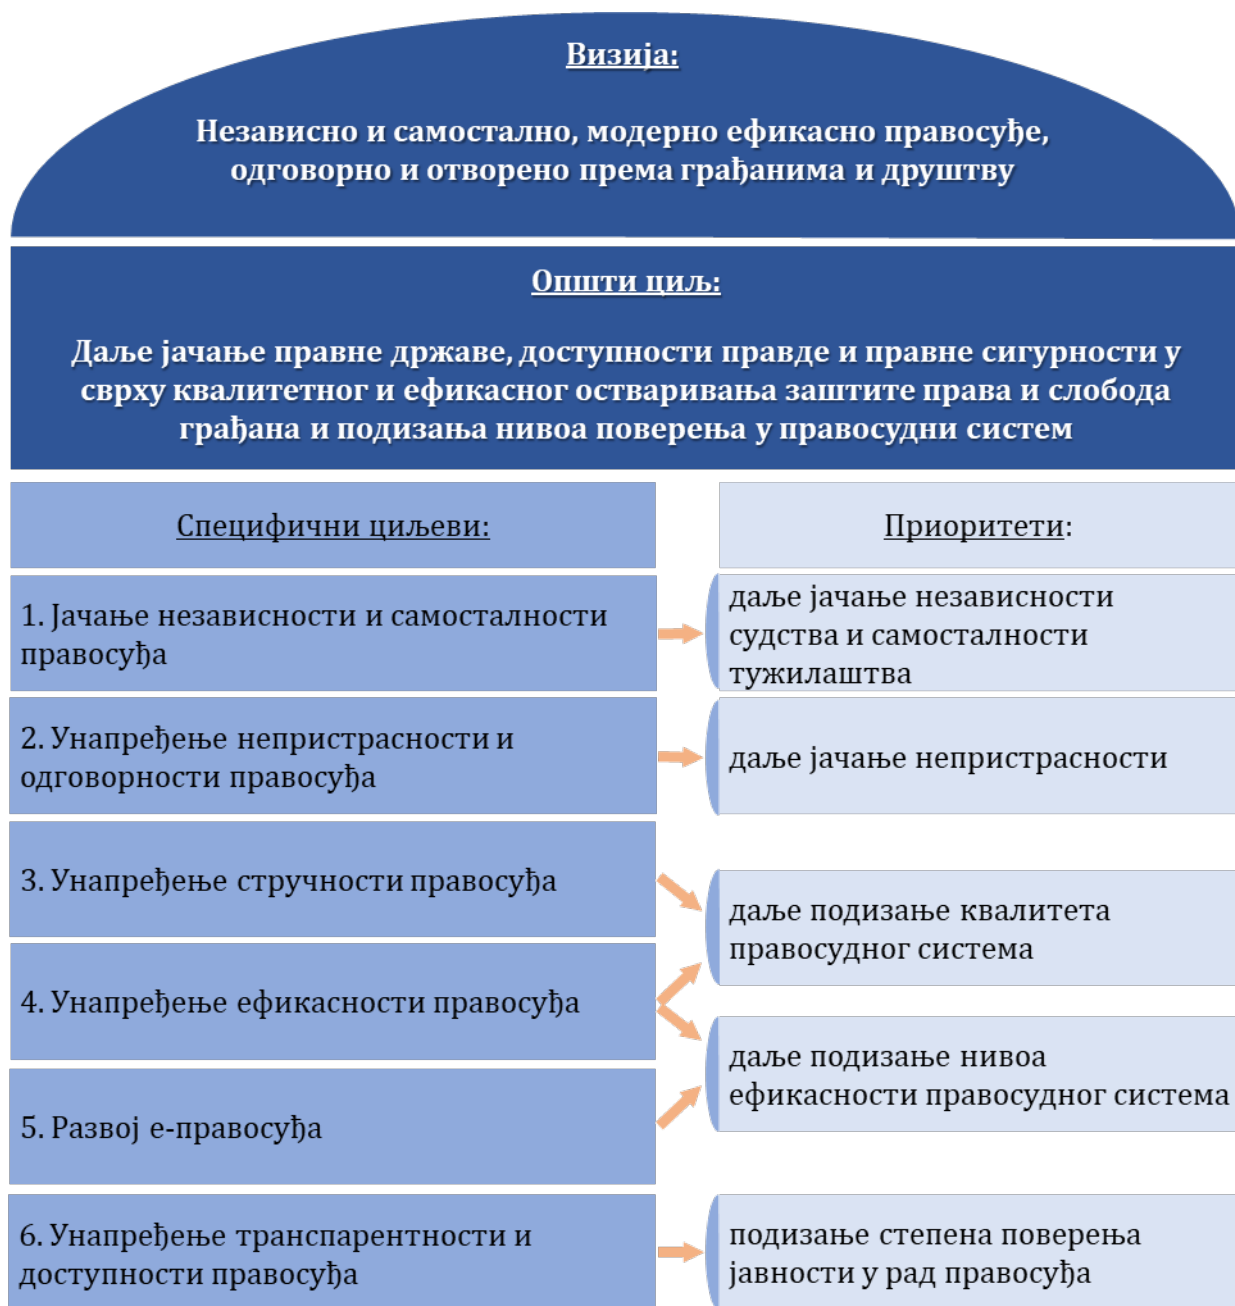 Визија:
Независно и самостално, модерно ефикасно правосуђе,
одговорно и отворено према грађанима и друштву
Општи циљ:
Даље јачање правне државе, доступности правде и правне сигурности у
сврху квалитетног и ефикасног остваривања заштите права и слобода
грађана и подизања нивоа поверења у правосудни систем
Специфични циљеви:
Приоритети:
1. Јачање независности и самосталности
правосуђа
даље јачање независности
судства и самосталности
тужилаштва
2. Унапређење непристрасности и
одговорности правосуђа
даље јачање непристрасности
3. Унапређење стручности правосуђа
даље подизање квалитета
правосудног система
4. Унапређење ефикасности правосуђа
даље подизање нивоа
ефикасности правосудног система
5. Развој е-правосуђа
6. Унапређење транспарентности и
доступности правосуђа
подизање степена поверења
јавности у рад правосуђа